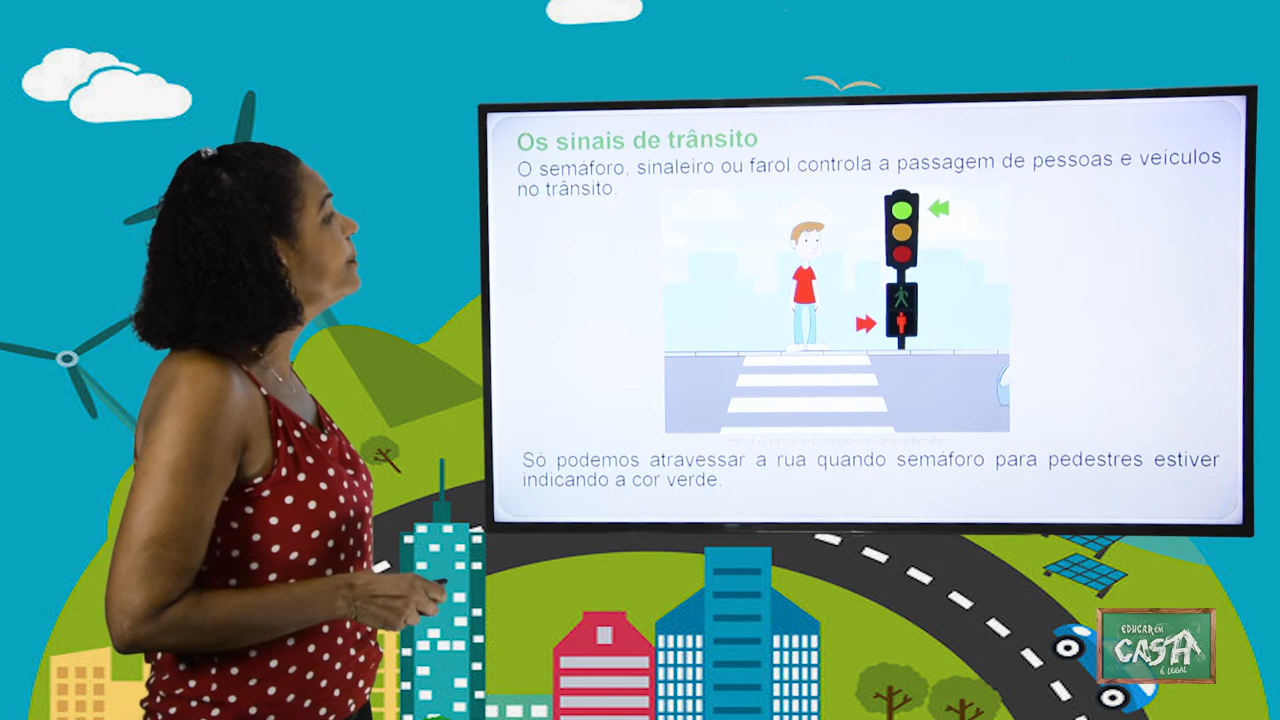 Os sinais de trânsito
O semáforo, sinaleiro ou farol controla a passagem de pessoas e veículos
no trânsito.
Só podemos atravessar a rua quando semáforo para pedestres estiver
indicando a cor verde.
EDUCAR EM
CASA
É LEGAL